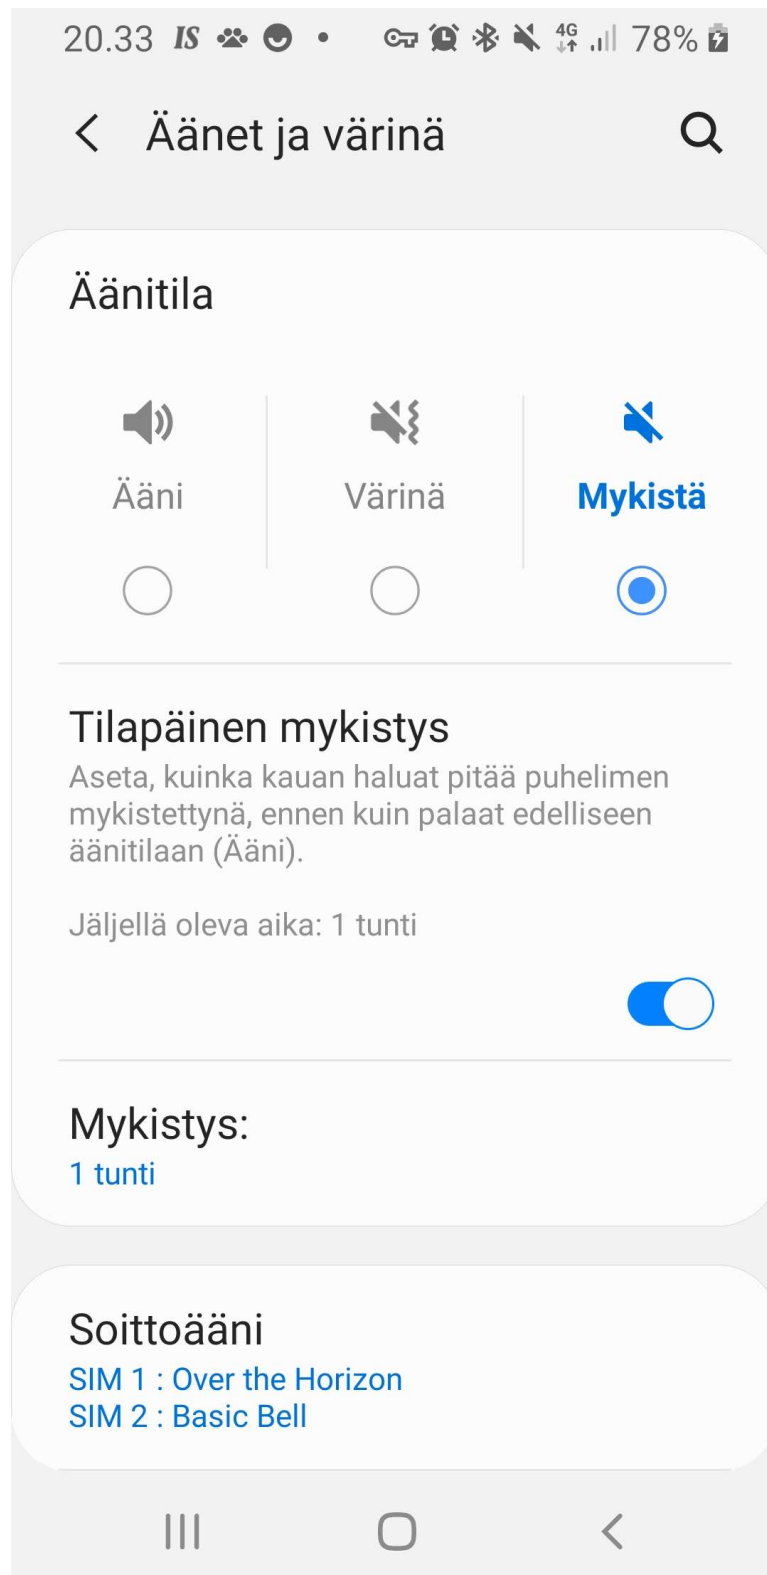 20.33 IS 4G 78%
Äänet ja värinä
Äänitila
Ääni Värinä Mykistä
Tilapäinen mykistys
Aseta, kuinka kauan haluat pitää puhelimen
mykistettynä, ennen kuin palaat edelliseen
äänitilaan (Ääni).
Jäljellä oleva aika: 1 tunti
Mykistys:
1 tunti
Soittoääni
SIM 1 : Over the Horizon
SIM 2 : Basic Bell